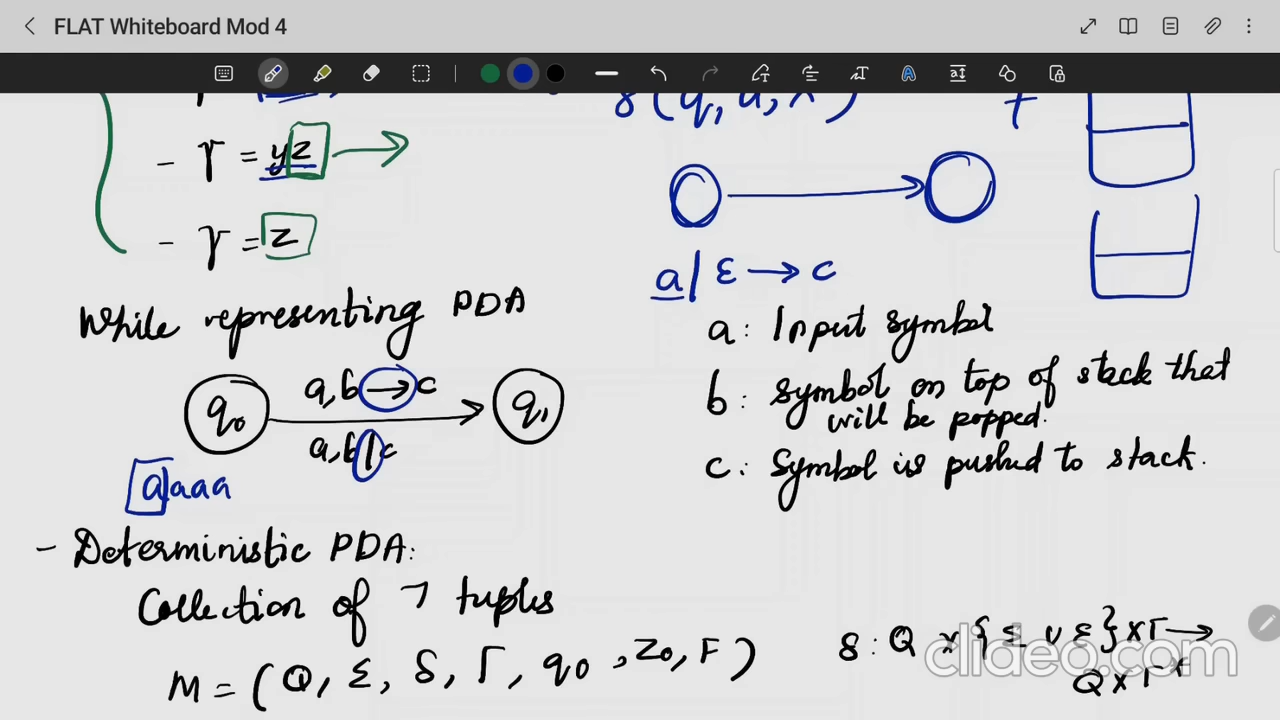 FLAT Whiteboard Mod 4
δ(q, a, x)
- γ = yz →
- γ = z
a | ε → c
While representing PDA
a: Input symbol
q0 a, b → c q1
a, b | c
b: symbol on top of stack that
will be popped.
c: Symbol is pushed to stack.
aaaa
- Deterministic PDA:
Collection of 7 tuples
M = (Q, Σ, δ, Γ, q0, Z0, F)
δ: Q x {Σ ∪ ε} x Γ →
Q x Γ*
clideo.com